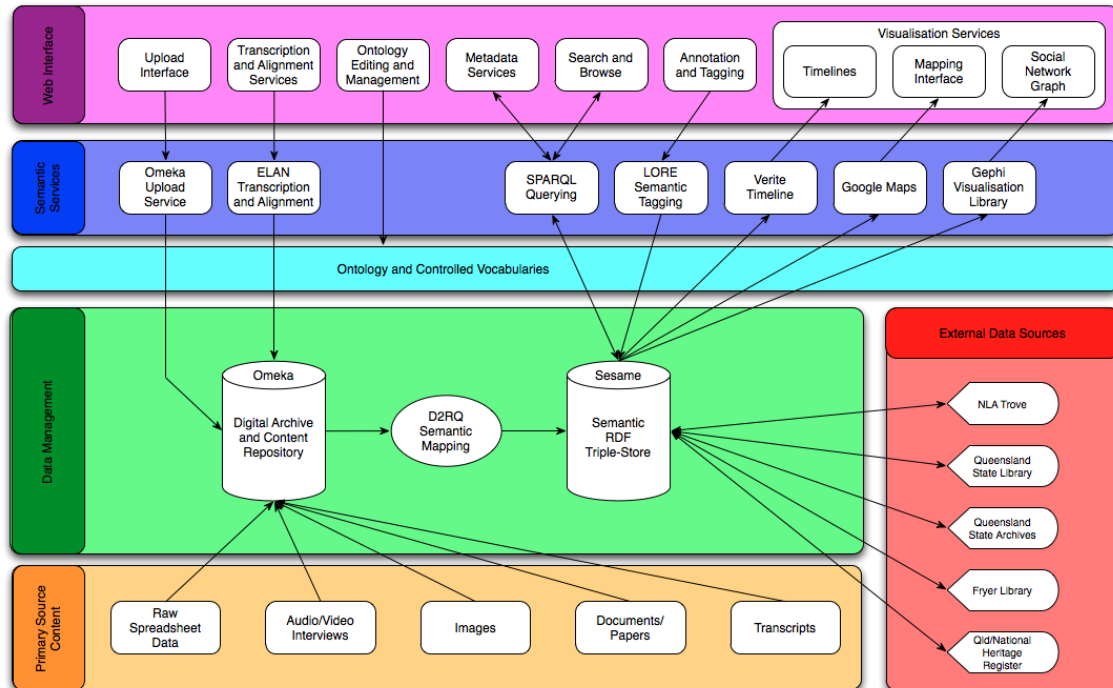 Web Interface
Upload
Interface
Transcription
and Alignment
Services
Ontology
Editing and
Management
Metadata
Services
Search and
Browse
Annotation
and Tagging
Visualisation Services
Timelines
Mapping
Interface
Social
Network
Graph
Semantic
Services
Omeka
Upload
Service
ELAN
Transcription
and Alignment
SPARQL
Querying
LORE
Semantic
Tagging
Verite
Timeline
Google Maps
Gephi
Visualisation
Library
Ontology and Controlled Vocabularies
Data Management
Omeka
Digital Archive
and Content
Repository
D2RQ
Semantic
Mapping
Sesame
Semantic
RDF
Triple-Store
External Data Sources
NLA Trove
Queensland
State Library
Queensland
State Archives
Fryer Library
Qld/National
Heritage
Register
Primary Source
Content
Raw
Spreadsheet
Data
Audio/Video
Interviews
Images
Documents/
Papers
Transcripts